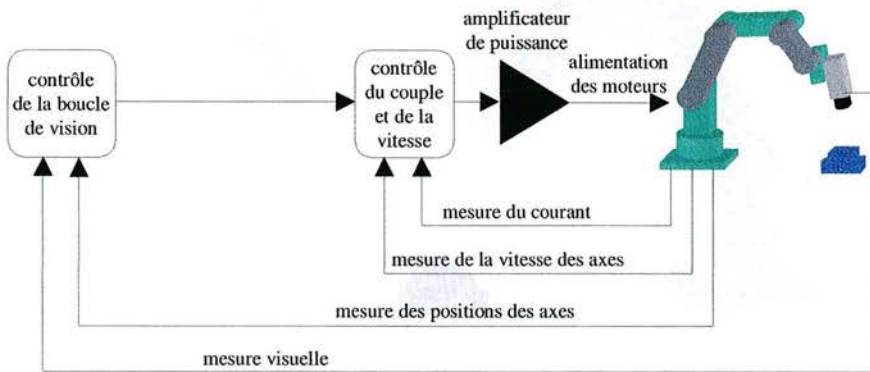 amplificateur
de puissance
contrôle
de la boucle
de vision
contrôle
du couple
et de la
vitesse
alimentation
des moteurs
mesure du courant
mesure de la vitesse des axes
mesure des positions des axes
mesure visuelle